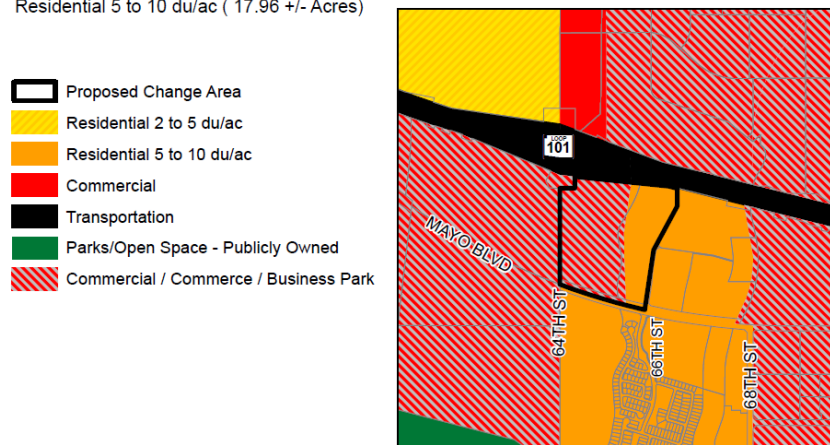 Residential 5 to 10 du/ac ( 17.96 +/- Acres)
Proposed Change Area
Residential 2 to 5 du/ac
Residential 5 to 10 du/ac
Commercial
Transportation
Parks/Open Space - Publicly Owned
Commercial / Commerce / Business Park
LOOP
101
MAYO BLVD
64TH ST
66TH ST
68TH ST